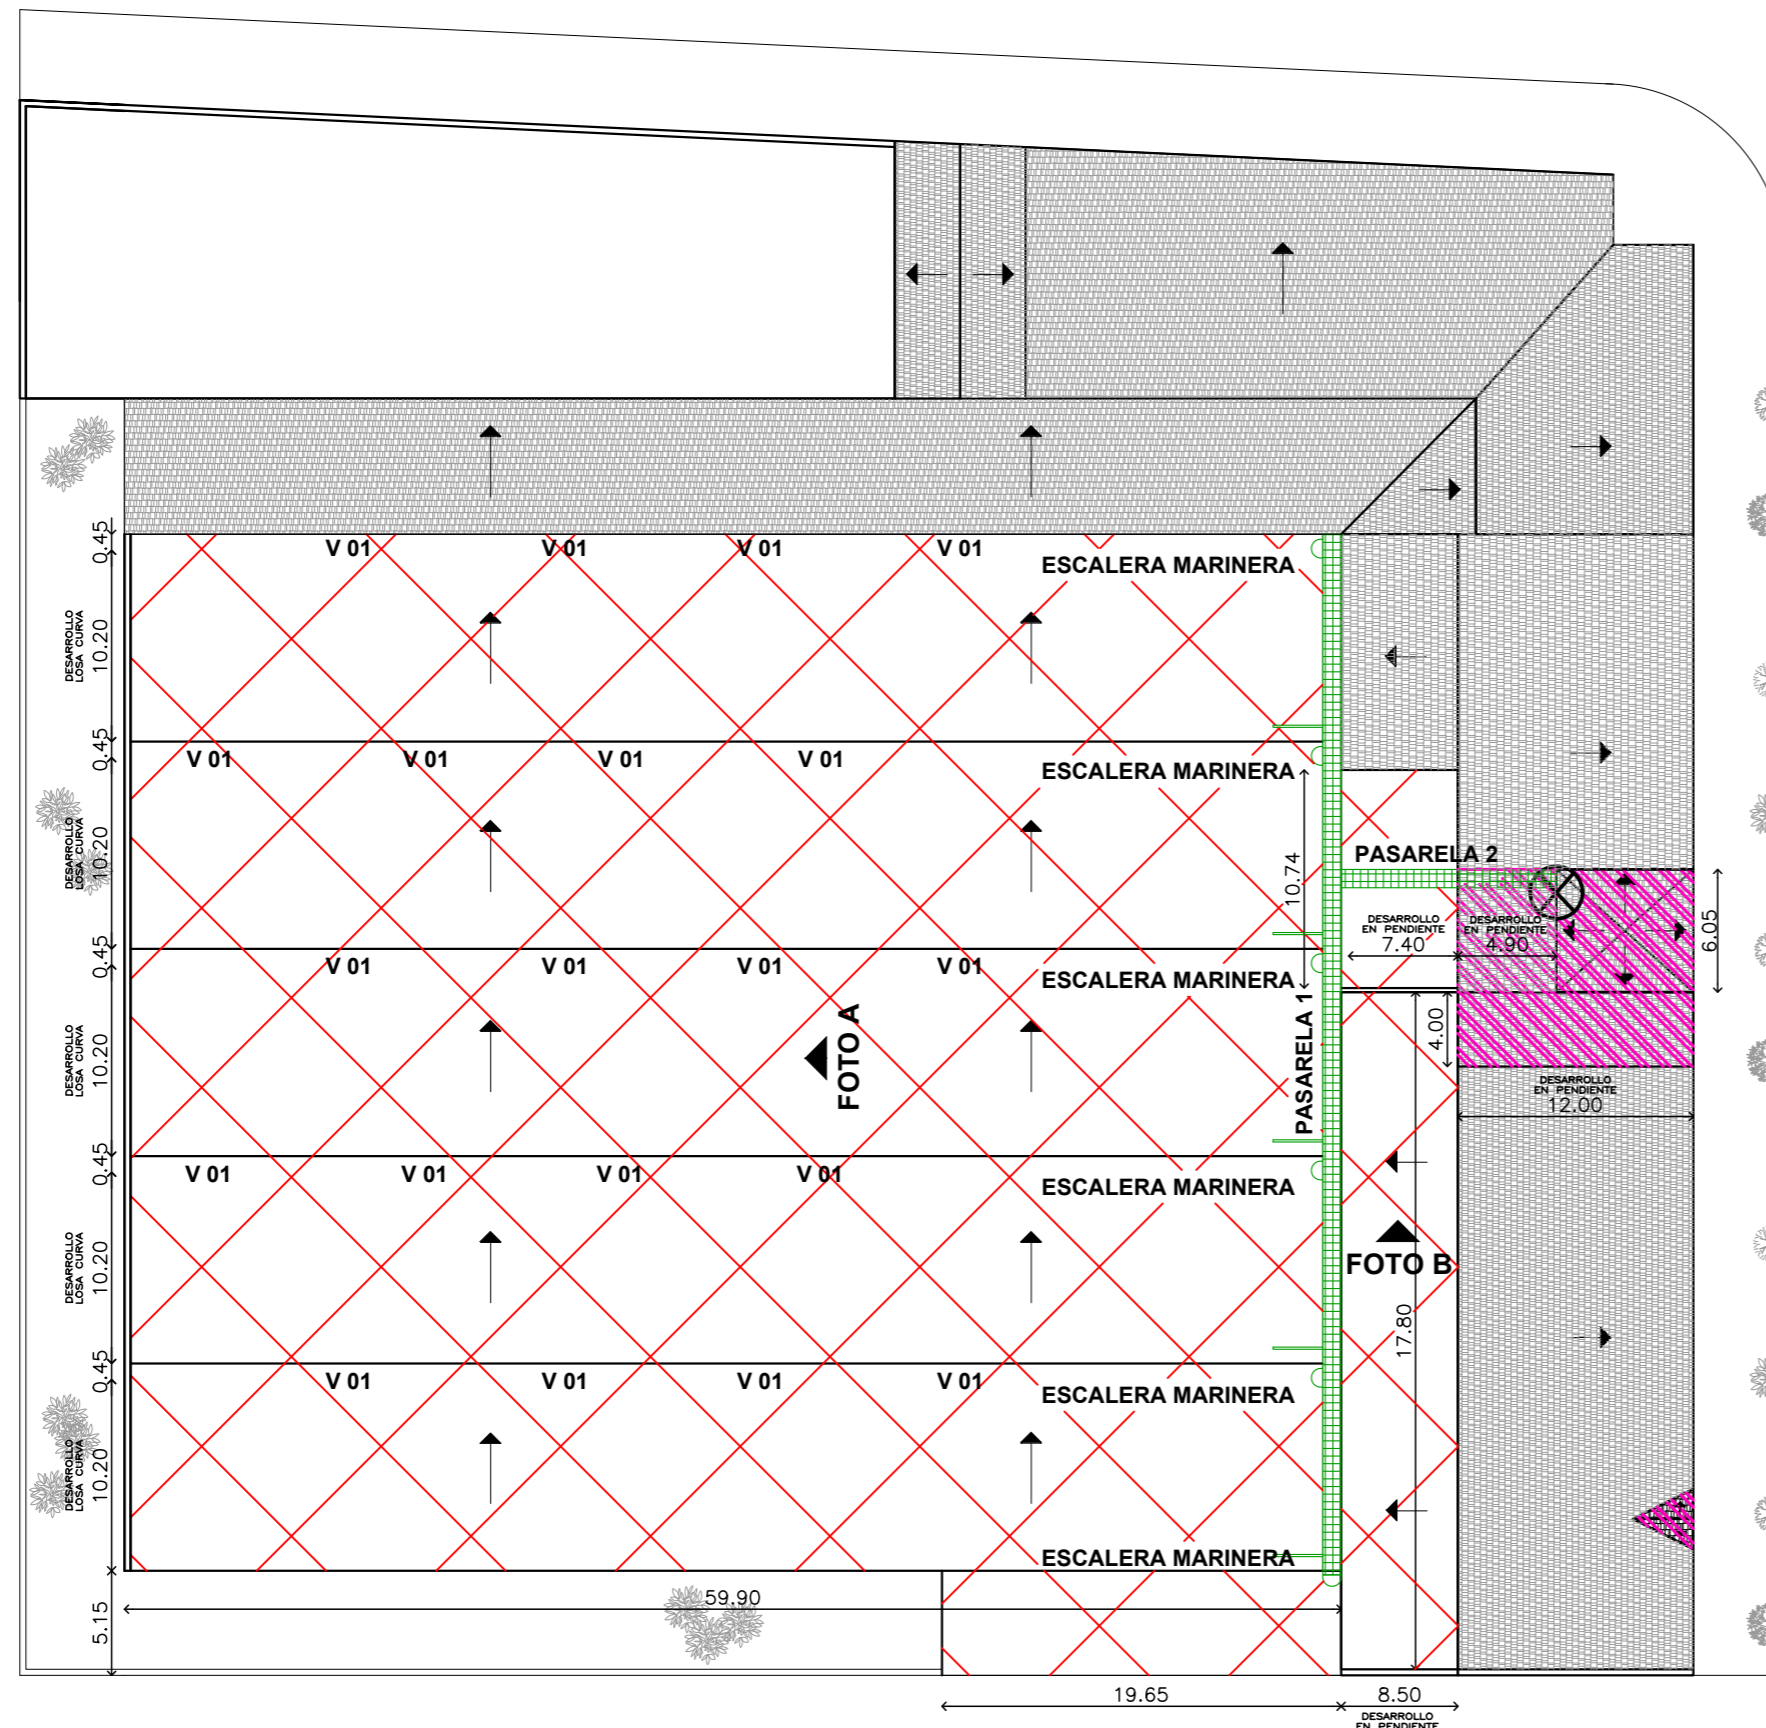 0.45
V 01
V 01
V 01
V 01
ESCALERA MARINERA
DESARROLLO
LOSA CURVA
10.20
0.45
V 01
V 01
V 01
V 01
ESCALERA MARINERA
DESARROLLO
LOSA CURVA
10.20
10.74
PASARELA 2
DESARROLLO
EN PENDIENTE
7.40
DESARROLLO
EN PENDIENTE
4.90
6.05
0.45
V 01
V 01
V 01
V 01
ESCALERA MARINERA
DESARROLLO
LOSA CURVA
10.20
FOTO A
PASARELA 1
4.00
DESARROLLO
EN PENDIENTE
12.00
0.45
V 01
V 01
V 01
V 01
ESCALERA MARINERA
DESARROLLO
LOSA CURVA
10.20
FOTO B
17.80
0.45
V 01
V 01
V 01
V 01
ESCALERA MARINERA
DESARROLLO
LOSA CURVA
10.20
ESCALERA MARINERA
5.15
59.90
19.65
8.50
DESARROLLO
EN PENDIENTE